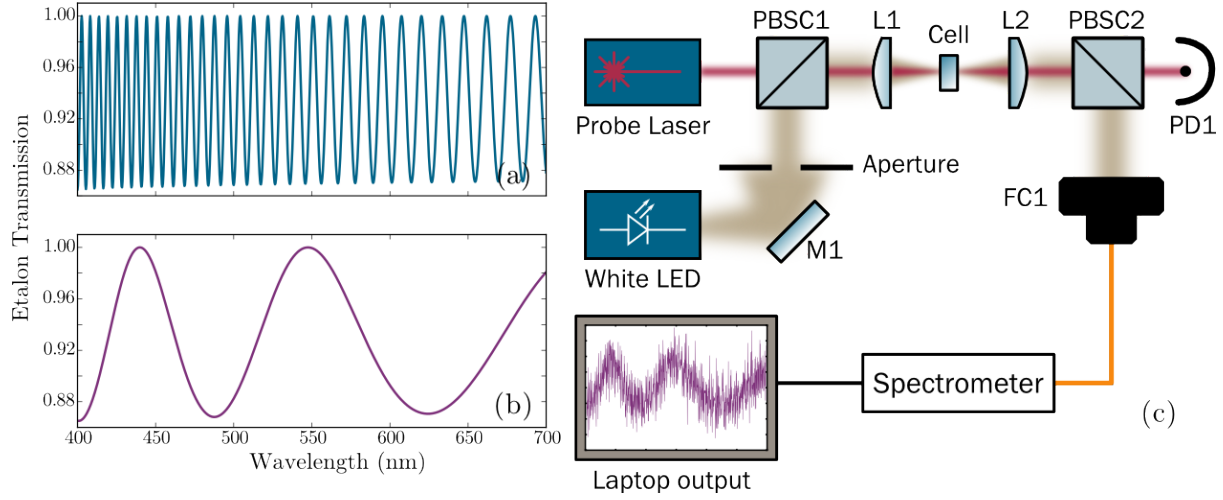 Etalon Transmission
1.00
0.96
0.92
0.88
(a)
1.00
0.96
0.92
0.88
(b)
400 450 500 550 600 650 700
Wavelength (nm)
PBSC1 L1 Cell L2 PBSC2
Probe Laser
PD1
Aperture
FC1
M1
White LED
Spectrometer
(c)
Laptop output